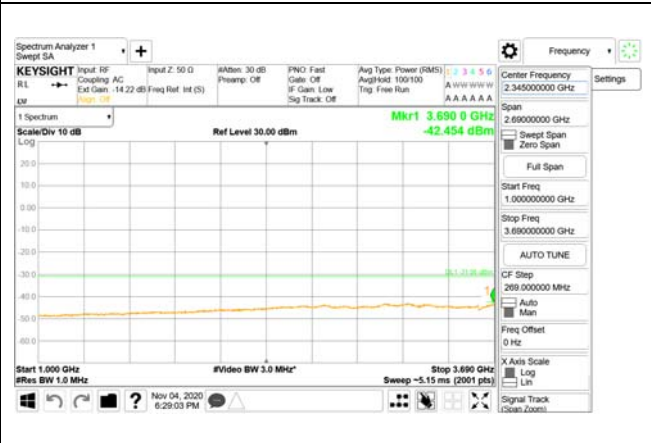 Spectrum Analyzer 1
Swept SA
Frequency
KEYSIGHT
Input: RF
Input Z: 50 Ω
#Atten: 30 dB
PNO: Fast
Avg Type: Power (RMS)
1 2 3 4 5 6
RL
Coupling: AC
Preamp: Off
Gate: Off
Avg|Hold: 100/100
A W W W W W
Ext Gain: -14.22 dB
Freq Ref: Int (S)
IF Gain: Low
Trig: Free Run
Align: Off
Sig Track: Off
A A A A A A
LXI
1 Spectrum
Mkr1 3.690 0 GHz
Scale/Div 10 dB
Ref Level 30.00 dBm
-42.454 dBm
Log
20.0
10.0
0.00
-10.0
-20.0
-30.0
-40.0
-50.0
-60.0
1
Start 1.000 GHz
#Video BW 3.0 MHz*
Stop 3.690 GHz
#Res BW 1.0 MHz
Sweep ~5.15 ms (2001 pts)
Nov 04, 2020
6:29:03 PM
Center Frequency
2.345000000 GHz
Settings
Span
2.69000000 GHz
Swept Span
Zero Span
Full Span
Start Freq
1.000000000 GHz
Stop Freq
3.690000000 GHz
AUTO TUNE
CF Step
269.000000 MHz
Auto
Man
Freq Offset
0 Hz
X Axis Scale
Log
Lin
Signal Track
(Span Zoom)